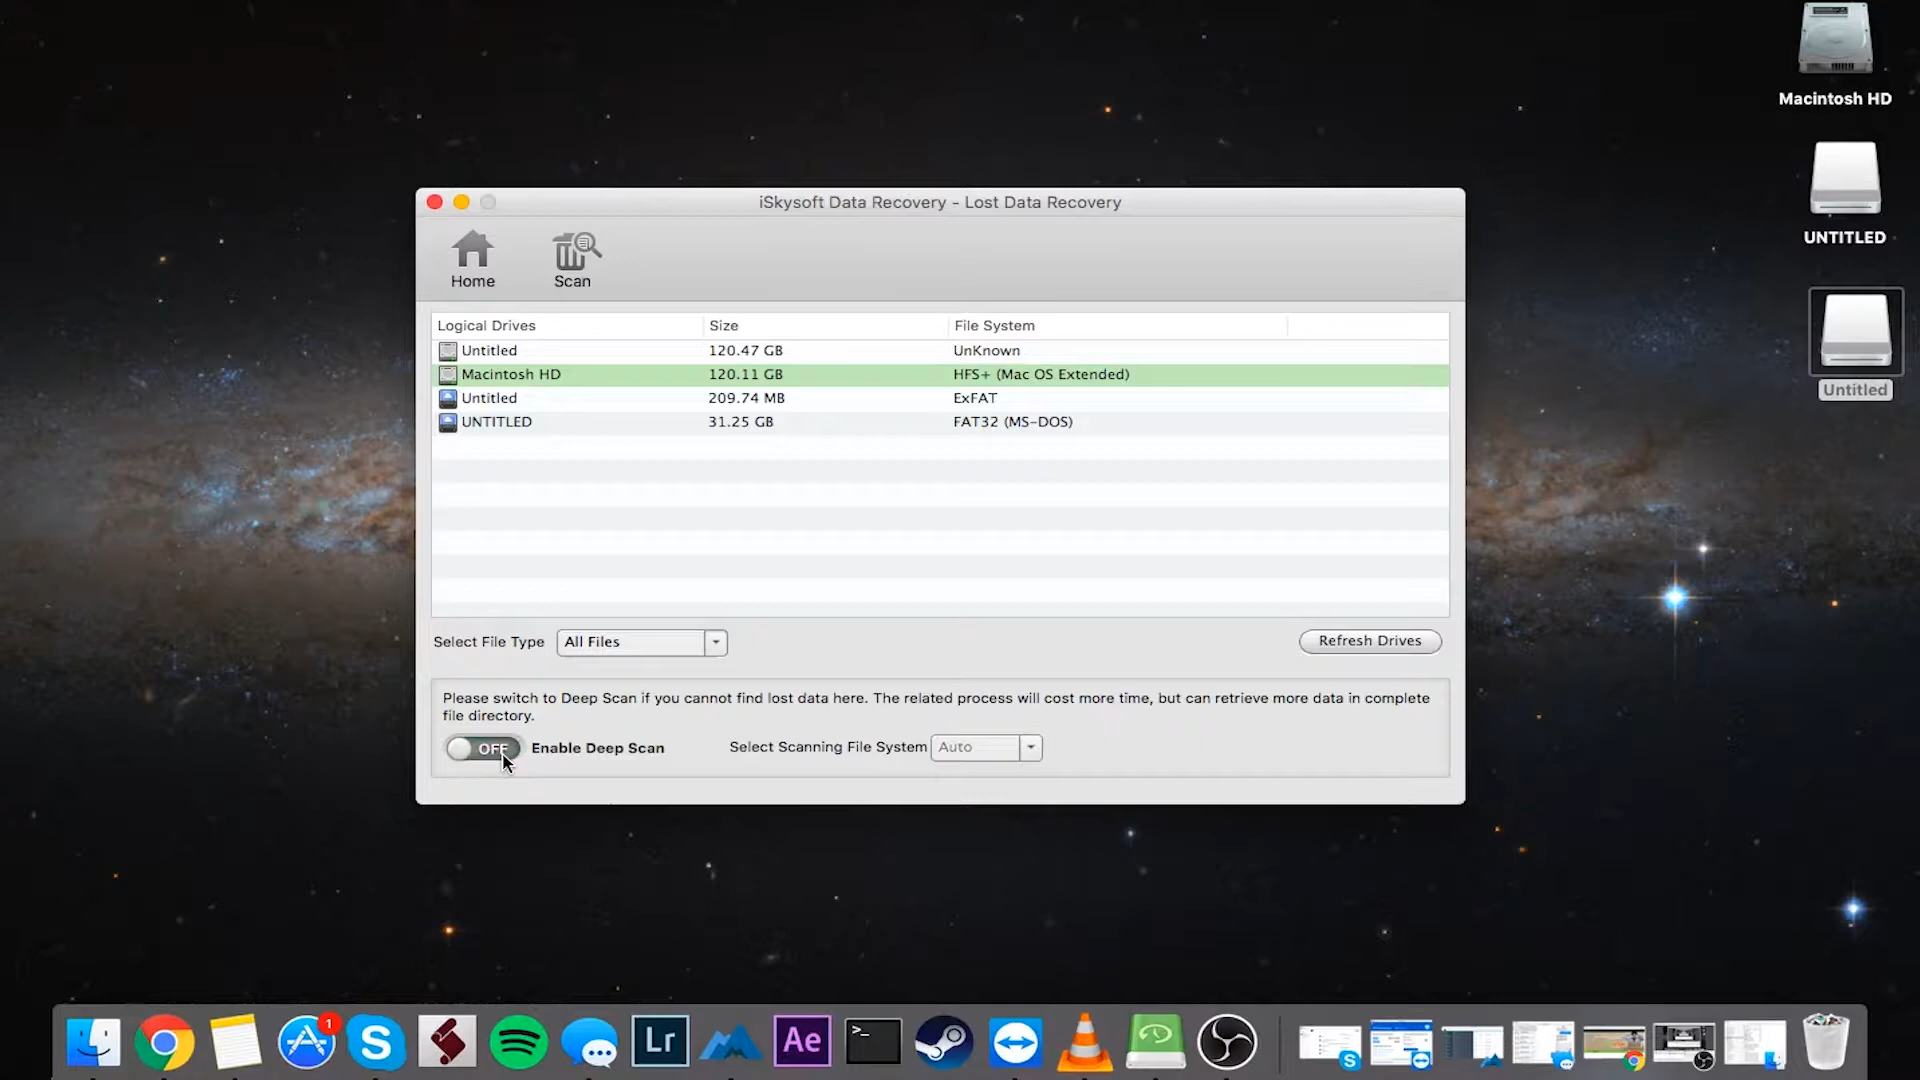 Macintosh HD
UNTITLED
Untitled
iSkysoft Data Recovery - Lost Data Recovery
Home
Scan
Logical Drives Size File System
Untitled 120.47 GB UnKnown
Macintosh HD 120.11 GB HFS+ (Mac OS Extended)
Untitled 209.74 MB ExFAT
UNTITLED 31.25 GB FAT32 (MS-DOS)
Select File Type All Files Refresh Drives
Please switch to Deep Scan if you cannot find lost data here. The related process will cost more time, but can retrieve more data in complete
file directory.
OFF Enable Deep Scan Select Scanning File System Auto
1
Lr
Ae
>_